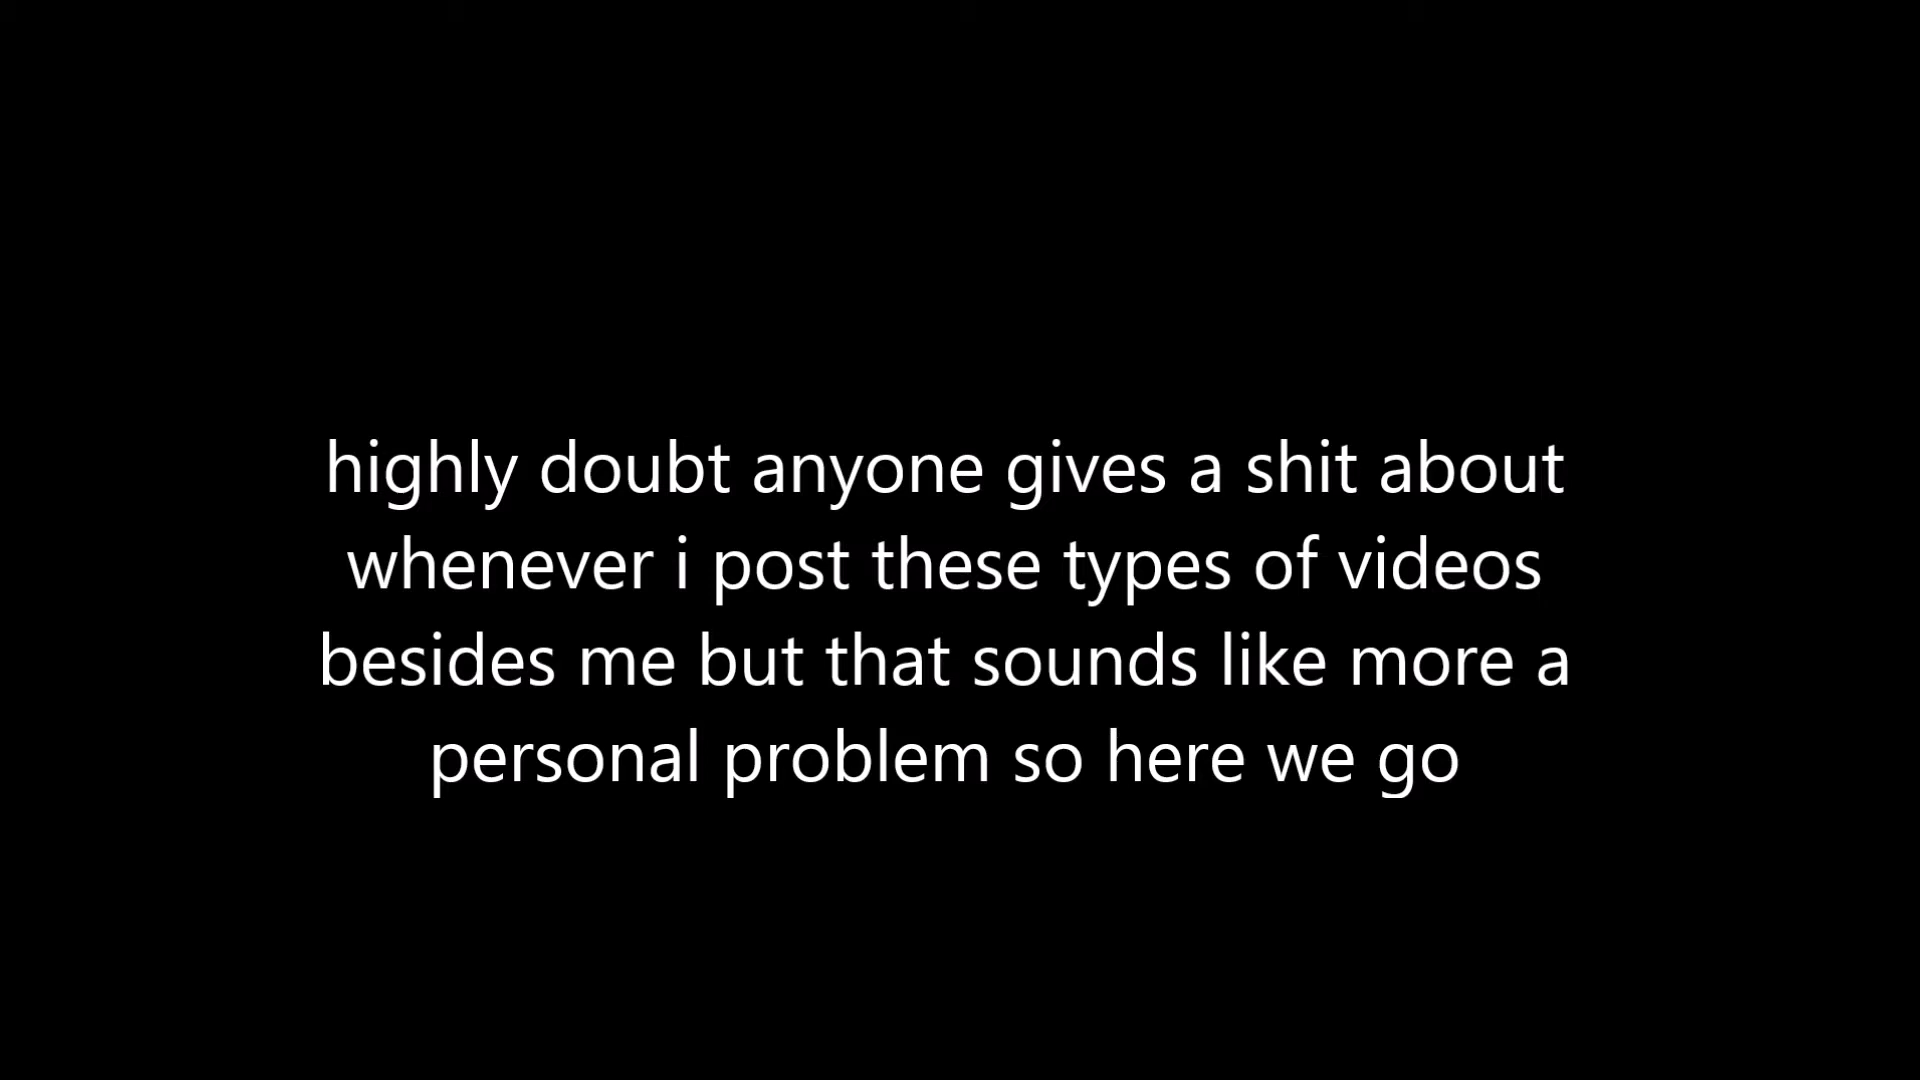 highly doubt anyone gives a shit about
whenever i post these types of videos
besides me but that sounds like more a
personal problem so here we go